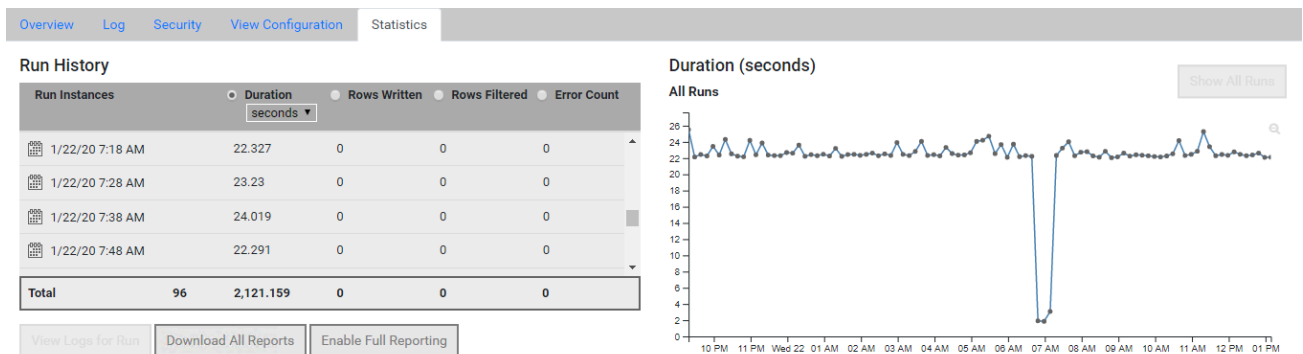 Overview Log Security View Configuration Statistics
Run History
Run Instances Duration Rows Written Rows Filtered Error Count
seconds
1/22/20 7:18 AM 22.327 0 0 0
1/22/20 7:28 AM 23.23 0 0 0
1/22/20 7:38 AM 24.019 0 0 0
1/22/20 7:48 AM 22.291 0 0 0
Total 96 2,121.159 0 0 0
View Logs for Run Download All Reports Enable Full Reporting
Duration (seconds)
Show All Runs
All Runs
26
24
22
20
18
16
14
12
10
8
6
4
2
0
10 PM 11 PM Wed 22 01 AM 02 AM 03 AM 04 AM 05 AM 06 AM 07 AM 08 AM 09 AM 10 AM 11 AM 12 PM 01 PM